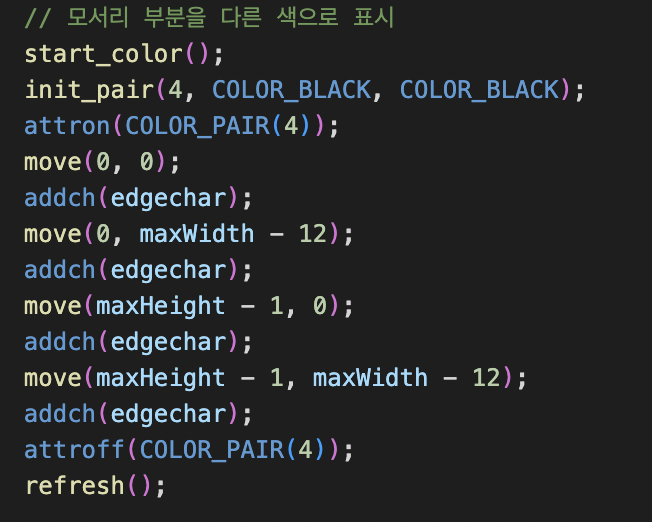 // 모서리 부분을 다른 색으로 표시
start_color();
init_pair(4, COLOR_BLACK, COLOR_BLACK);
attron(COLOR_PAIR(4));
move(0, 0);
addch(edgechar);
move(0, maxWidth - 12);
addch(edgechar);
move(maxHeight - 1, 0);
addch(edgechar);
move(maxHeight - 1, maxWidth - 12);
addch(edgechar);
attroff(COLOR_PAIR(4));
refresh();